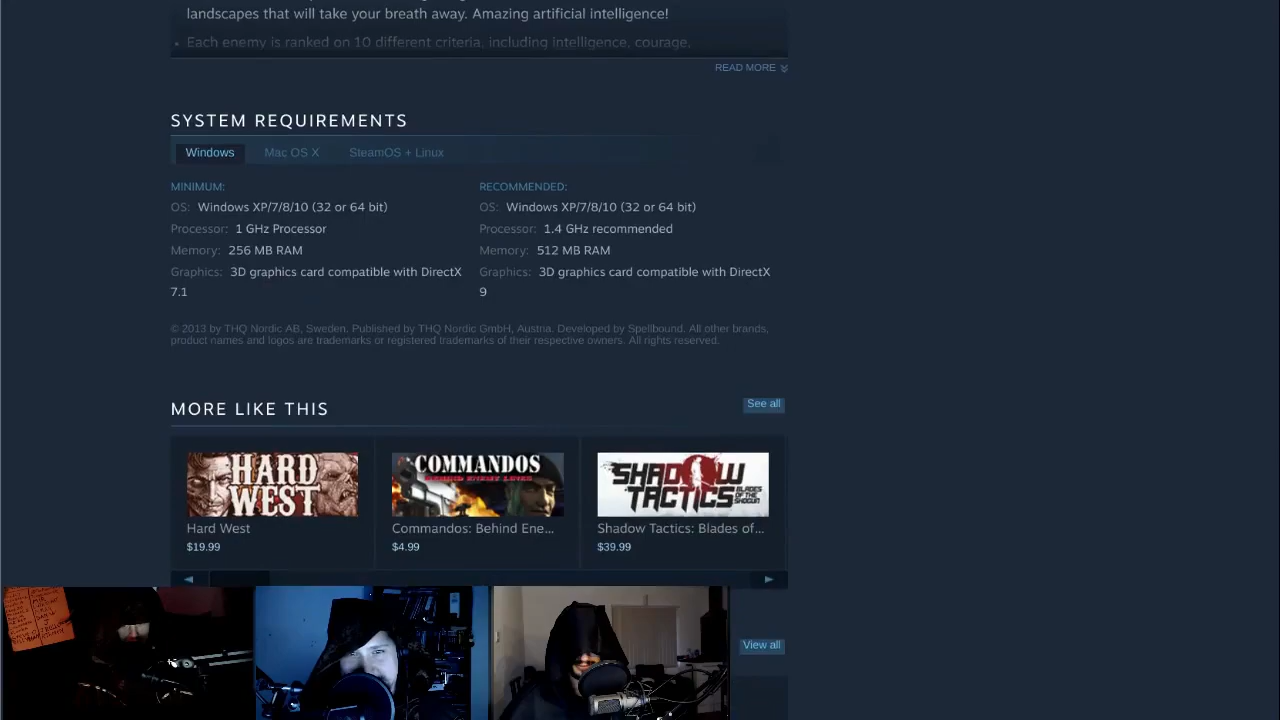 landscapes that will take your breath away. Amazing artificial intelligence!
Each enemy is ranked on 10 different criteria, including intelligence, courage,
READ MORE
SYSTEM REQUIREMENTS
Windows Mac OS X SteamOS + Linux
MINIMUM:
OS: Windows XP/7/8/10 (32 or 64 bit)
Processor: 1 GHz Processor
Memory: 256 MB RAM
Graphics: 3D graphics card compatible with DirectX
7.1
RECOMMENDED:
OS: Windows XP/7/8/10 (32 or 64 bit)
Processor: 1.4 GHz recommended
Memory: 512 MB RAM
Graphics: 3D graphics card compatible with DirectX
9
© 2013 by THQ Nordic AB, Sweden. Published by THQ Nordic GmbH, Austria. Developed by Spellbound. All other brands,
product names and logos are trademarks or registered trademarks of their respective owners. All rights reserved.
MORE LIKE THIS
See all
HARD
WEST
Hard West
$19.99
COMMANDOS
BEHIND ENEMY LINES
Commandos: Behind Ene...
$4.99
SHADOW
TACTICS
BLADES
OF THE
SHOGUN
Shadow Tactics: Blades of...
$39.99
View all